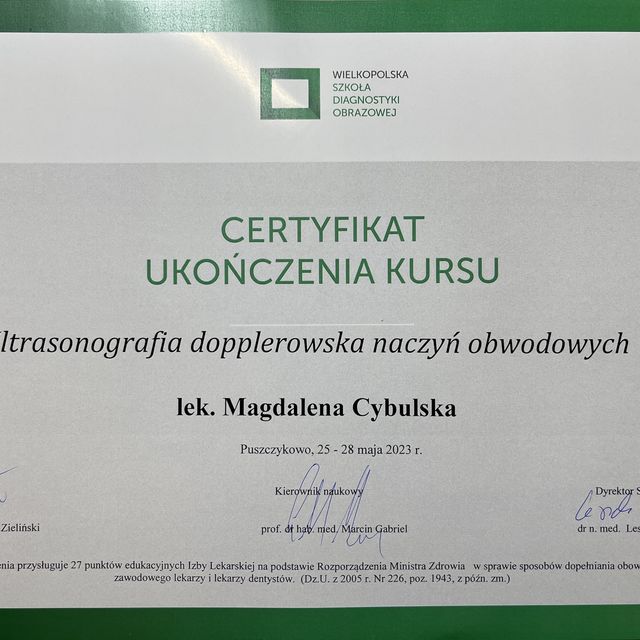 WIELKOPOLSKA
SZKOŁA
DIAGNOSTYKI
OBRAZOWEJ
CERTYFIKAT
UKOŃCZENIA KURSU
ltrasonografia dopplerowska naczyń obwodowych
lek. Magdalena Cybulska
Puszczykowo, 25 - 28 maja 2023 r.
Kierownik naukowy
Dyrektor S
Zieliński
prof. dr hab. med. Marcin Gabriel
dr n. med. Les
enia przysługuje 27 punktów edukacyjnych Izby Lekarskiej na podstawie Rozporządzenia Ministra Zdrowia w sprawie sposobów dopełniania obow
zawodowego lekarzy i lekarzy dentystów. (Dz.U. z 2005 r. Nr 226, poz. 1943, z późn. zm.)